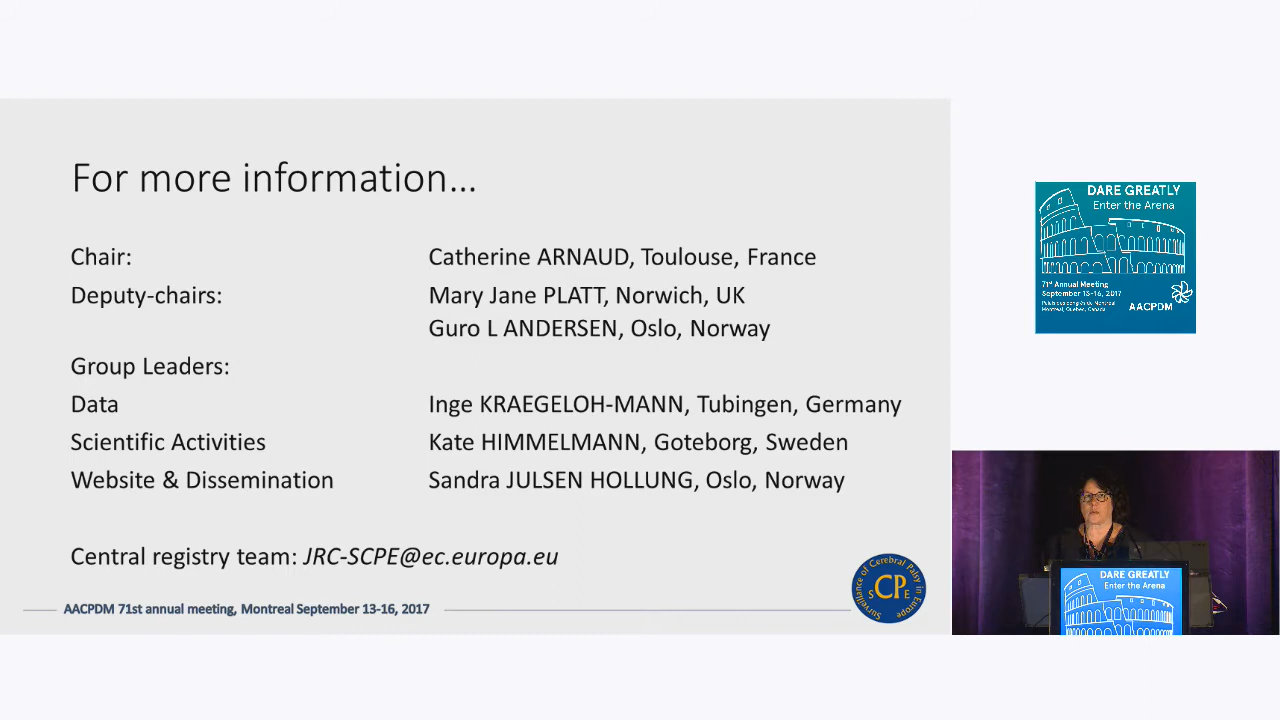 For more information...
Chair: Catherine ARNAUD, Toulouse, France
Deputy-chairs: Mary Jane PLATT, Norwich, UK
Guro L ANDERSEN, Oslo, Norway
Group Leaders:
Data Inge KRAEGELOH-MANN, Tubingen, Germany
Scientific Activities Kate HIMMELMANN, Goteborg, Sweden
Website & Dissemination Sandra JULSEN HOLLUNG, Oslo, Norway
Central registry team: JRC-SCPE@ec.europa.eu
AACPDM 71st annual meeting, Montreal September 13-16, 2017
Surveillance of Cerebral Palsy in Europe
SCPE
DARE GREATLY
Enter the Arena
71st Annual Meeting
September 13-16, 2017
Palais des congrès de Montréal
Montreal, Quebec, Canada
AACPDM
DARE GREATLY
Enter the Arena